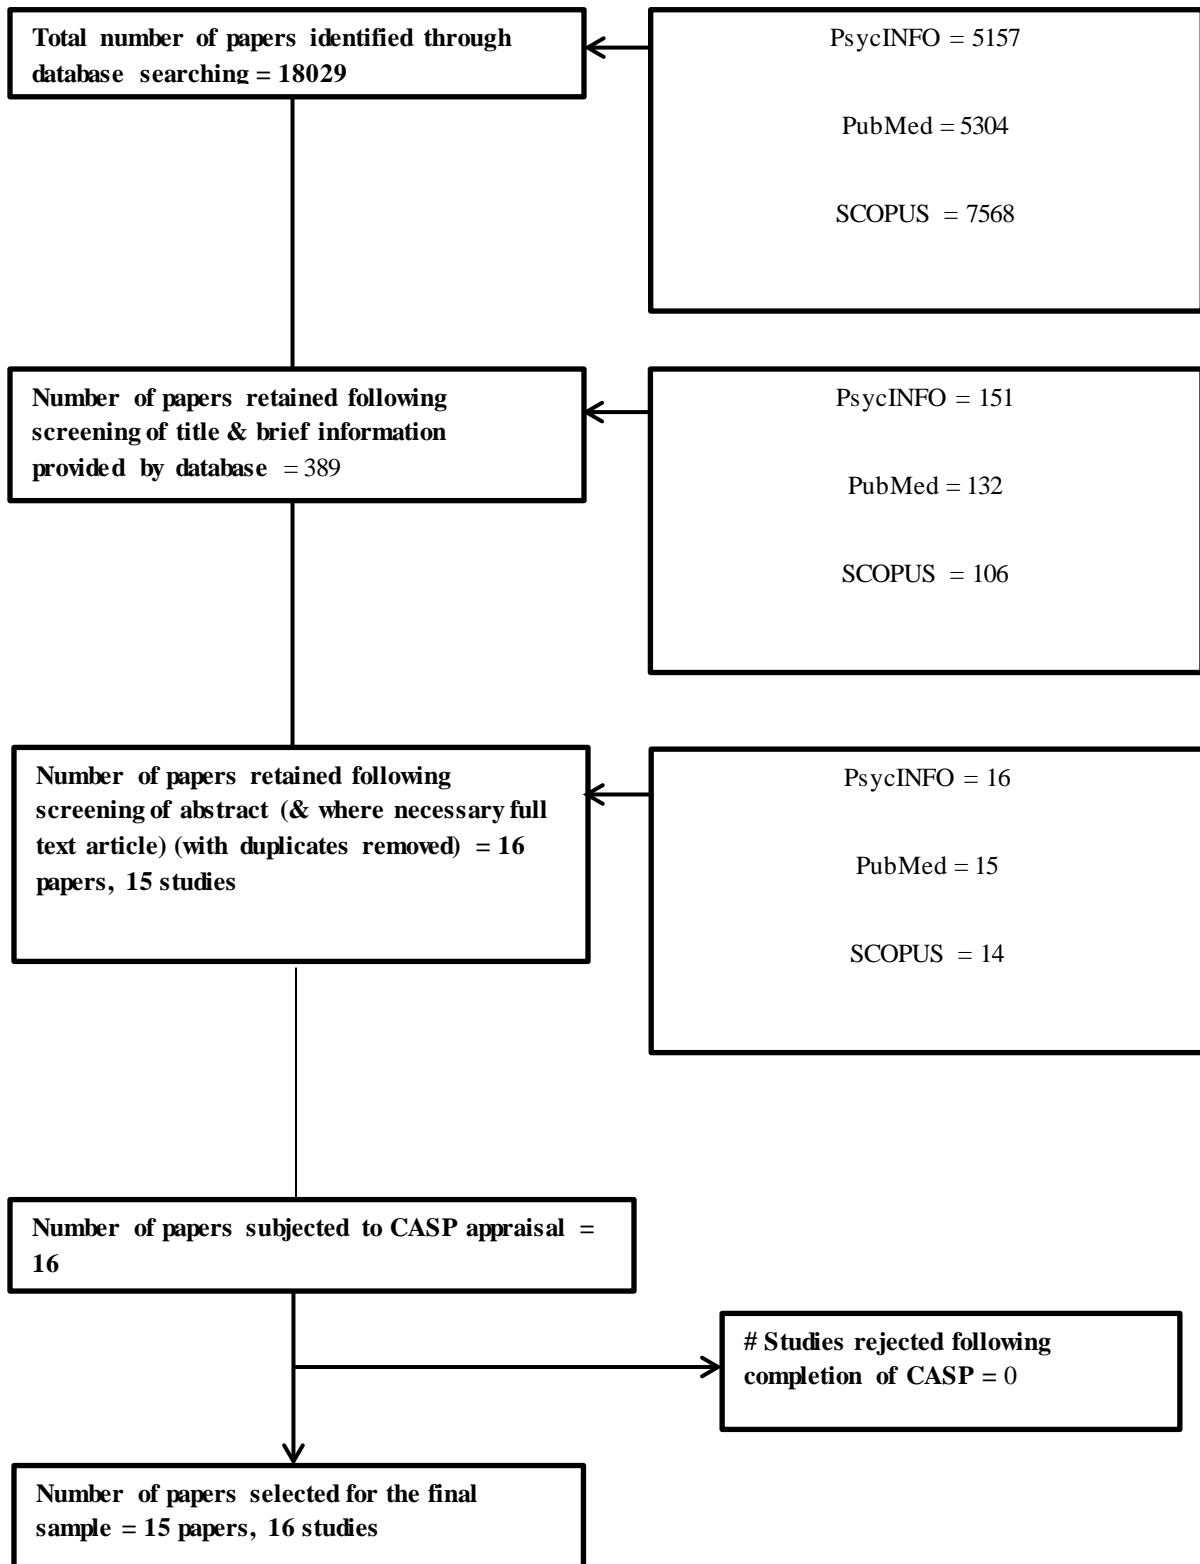 Total number of papers identified through
database searching = 18029
PsycINFO = 5157
PubMed = 5304
SCOPUS = 7568
Number of papers retained following
screening of title & brief information
provided by database = 389
PsycINFO = 151
PubMed = 132
SCOPUS = 106
Number of papers retained following
screening of abstract (& where necessary full
text article) (with duplicates removed) = 16
papers, 15 studies
PsycINFO = 16
PubMed = 15
SCOPUS = 14
Number of papers subjected to CASP appraisal =
16
# Studies rejected following
completion of CASP = 0
Number of papers selected for the final
sample = 15 papers, 16 studies